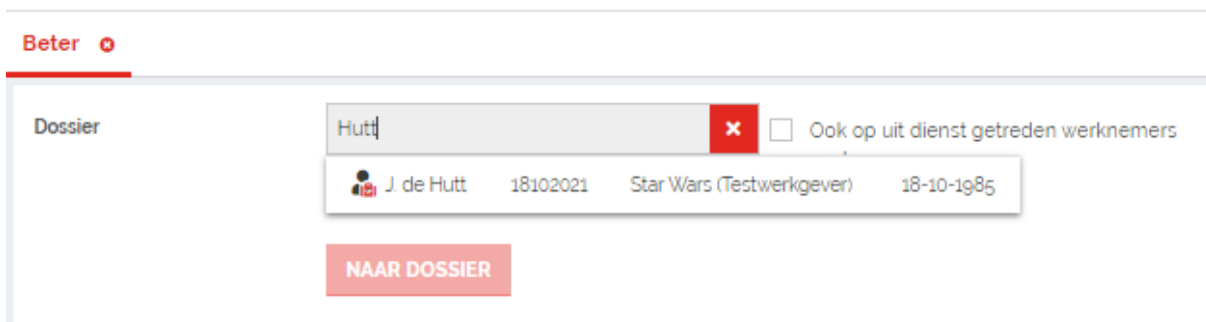 Beter
Dossier
Hutt
Ook op uit dienst getreden werknemers
J. de Hutt 18102021 Star Wars (Testwerkgever) 18-10-1985
NAAR DOSSIER